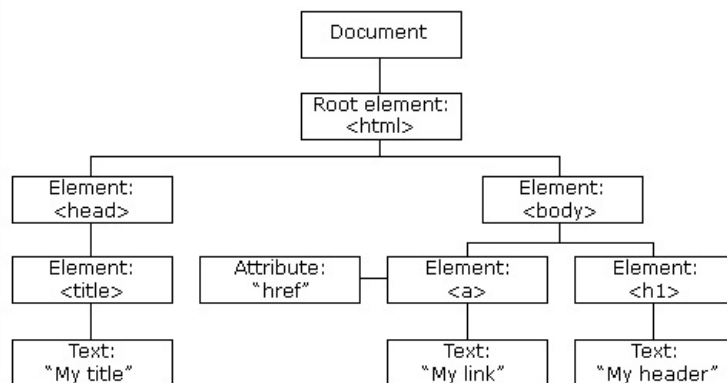 Document
Root element:
<html>
Element:
<head>
Element:
<body>
Element:
<title>
Attribute:
“href”
Element:
<a>
Element:
<h1>
Text:
“My title”
Text:
“My link”
Text:
“My header”